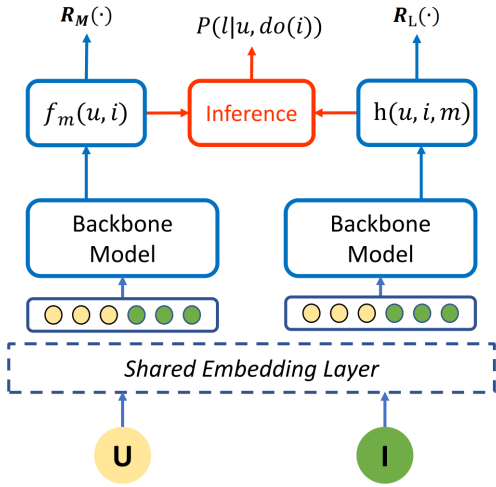 R_M(·)
P(l|u, do(i))
R_L(·)
f_m(u, i)
Inference
h(u, i, m)
Backbone
Model
Backbone
Model
Shared Embedding Layer
U
I